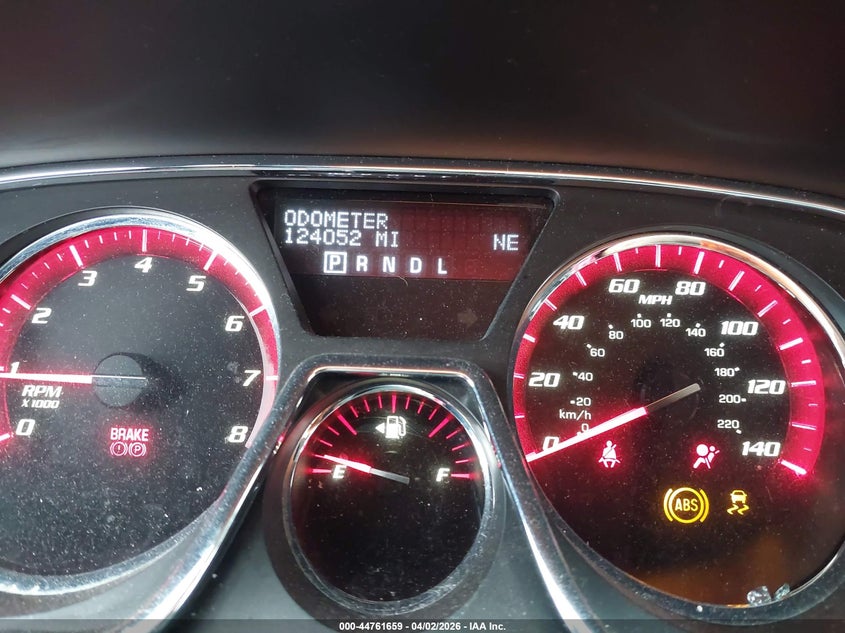 ODOMETER
124052 MI NE
P R N D L
0 1 2 3 4 5 6 7 8
RPM
X1000
BRAKE
P
E F
0 20 40 60 80 100 120 140
MPH
0 20 40 60 80 100 120 140 160 180 200 220
km/h
ABS
000-44761659 - 04/02/2026 - IAA Inc.